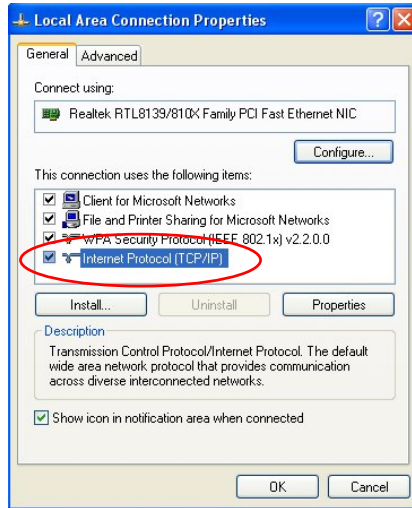 Local Area Connection Properties
General
Advanced
Connect using:
Realtek RTL8139/810X Family PCI Fast Ethernet NIC
Configure...
This connection uses the following items:
Client for Microsoft Networks
File and Printer Sharing for Microsoft Networks
WPA Security Protocol (IEEE 802.1x) v2.2.0.0
Internet Protocol (TCP/IP)
Install...
Uninstall
Properties
Description
Transmission Control Protocol/Internet Protocol. The default
wide area network protocol that provides communication
across diverse interconnected networks.
Show icon in notification area when connected
OK
Cancel